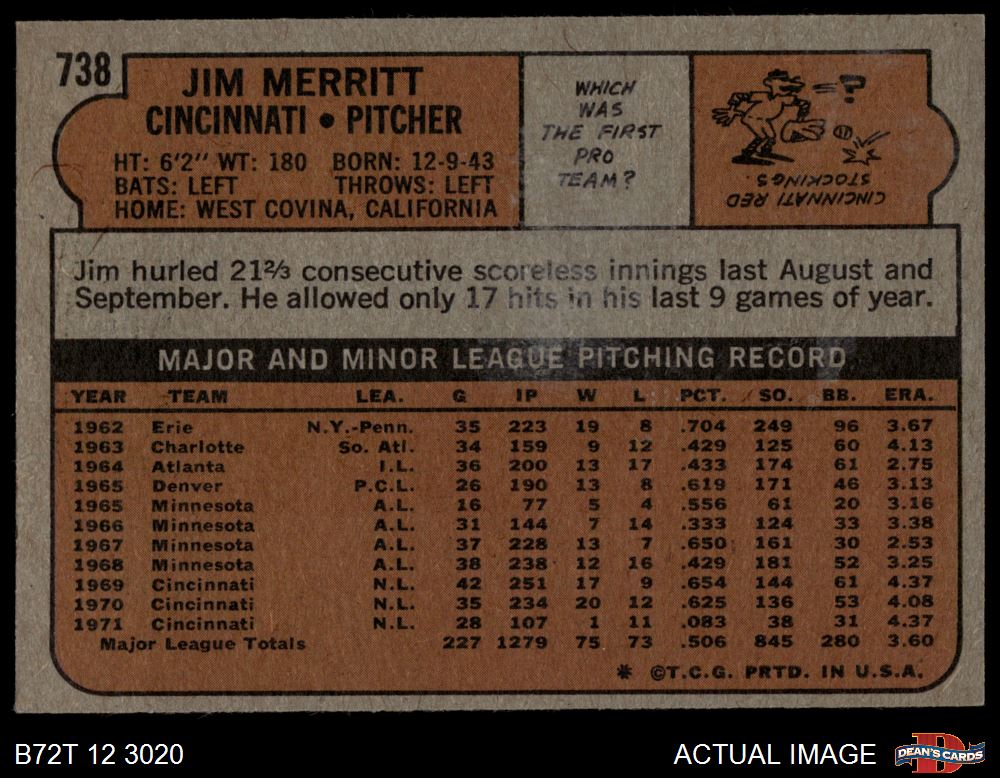 738
JIM MERRITT
CINCINNATI • PITCHER
HT: 6'2" WT: 180 BORN: 12-9-43
BATS: LEFT THROWS: LEFT
HOME: WEST COVINA, CALIFORNIA
WHICH
WAS
THE FIRST
PRO
TEAM?
= ?
CINCINNATI RED
STOCKINGS.
Jim hurled 21 2/3 consecutive scoreless innings last August and
September. He allowed only 17 hits in his last 9 games of year.
MAJOR AND MINOR LEAGUE PITCHING RECORD
YEAR TEAM LEA. G IP W L PCT. SO. BB. ERA.
1962 Erie N.Y.-Penn. 35 223 19 8 .704 249 96 3.67
1963 Charlotte So. Atl. 34 159 9 12 .429 125 60 4.13
1964 Atlanta I.L. 36 200 13 17 .433 174 61 2.75
1965 Denver P.C.L. 26 190 13 8 .619 171 46 3.13
1965 Minnesota A.L. 16 77 5 4 .556 61 20 3.16
1966 Minnesota A.L. 31 144 7 14 .333 124 33 3.38
1967 Minnesota A.L. 37 228 13 7 .650 161 30 2.53
1968 Minnesota A.L. 38 238 12 16 .429 181 52 3.25
1969 Cincinnati N.L. 42 251 17 9 .654 144 61 4.37
1970 Cincinnati N.L. 35 234 20 12 .625 136 53 4.08
1971 Cincinnati N.L. 28 107 1 11 .083 38 31 4.37
Major League Totals 227 1279 75 73 .506 845 280 3.60
* ©T.C.G. PRTD. IN U.S.A.
B72T 12 3020 ACTUAL IMAGE
D
DEAN'S CARDS